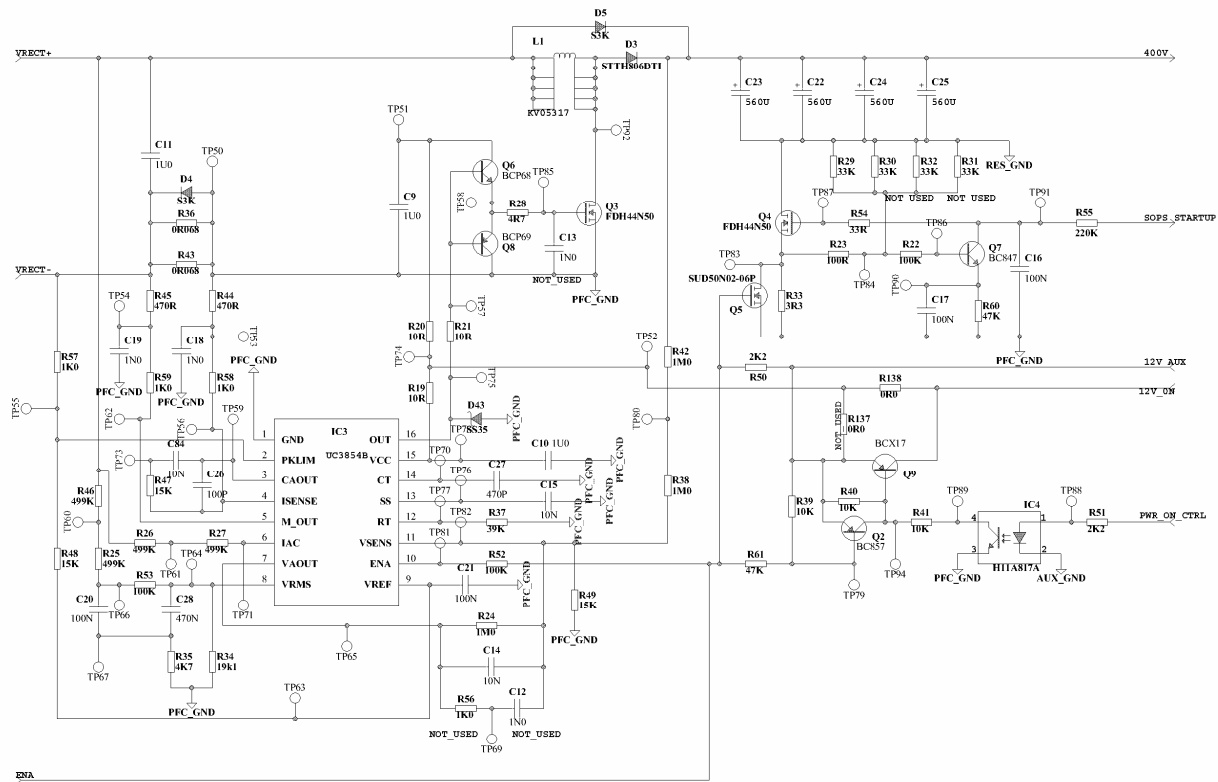 D5
S3K
VRECT+
L1
D3
STTH806DTI
400V
KV05317
C23
560U
C22
560U
C24
560U
C25
560U
TP51
TP92
C11
1U0
TP50
D4
S3K
R36
0R068
R43
0R068
VRECT-
C9
1U0
Q6
BCP68
TP58
TP85
R28
4R7
Q3
FDH44N50
BCP69
Q8
C13
1N0
NOT_USED
PFC_GND
R29
33K
R30
33K
R32
33K
R31
33K
RES_GND
NOT_USED
NOT_USED
TP87
TP91
Q4
FDH44N50
R54
33R
R55
220K
SOPS_STARTUP
TP86
R23
100R
R22
100K
Q7
BC847
C16
100N
TP83
SUD50N02-06P
Q5
R33
3R3
TP84
TP90
C17
100N
R60
47K
PFC_GND
TP54
R45
470R
R44
470R
C19
1N0
C18
1N0
TP53
PFC_GND
PFC_GND
PFC_GND
R57
1K0
R59
1K0
R58
1K0
TP57
R20
10R
R21
10R
TP74
R19
10R
TP75
TP52
R42
1M0
2K2
R50
12V_AUX
R138
0R0
12V_ON
TP55
TP62
TP56
TP59
D43
SS35
PFC_GND
TP80
NOT_USED
R137
0R0
BCX17
Q9
IC3
UC3854B
1 GND OUT 16
2 PKLIM VCC 15
3 CAOUT CT 14
4 ISENSE SS 13
5 M_OUT RT 12
6 IAC VSENS 11
7 VAOUT ENA 10
8 VRMS VREF 9
TP73
C84
10N
R47
15K
C26
100P
TP70
TP76
TP77
TP82
TP81
C10 1U0
C27
470P
C15
10N
PFC_GND
PFC_GND
PFC_GND
PFC_GND
R37
39K
R38
1M0
R46
499K
TP60
R48
15K
R25
499K
R26
499K
R27
499K
TP61
TP64
R53
100K
C20
100N
TP66
C28
470N
TP71
R35
4K7
R34
19k1
TP67
PFC_GND
R52
100K
C21
100N
PFC_GND
R49
15K
PFC_GND
R24
1M0
TP65
C14
10N
R56
1K0
C12
1N0
NOT_USED
NOT_USED
TP69
TP63
R39
10K
R40
10K
Q2
BC857
R41
10K
R61
47K
TP79
TP94
TP89
IC4
TP88
4
3
1
2
H11A817A
R51
2K2
PWR_ON_CTRL
PFC_GND
AUX_GND
ENA